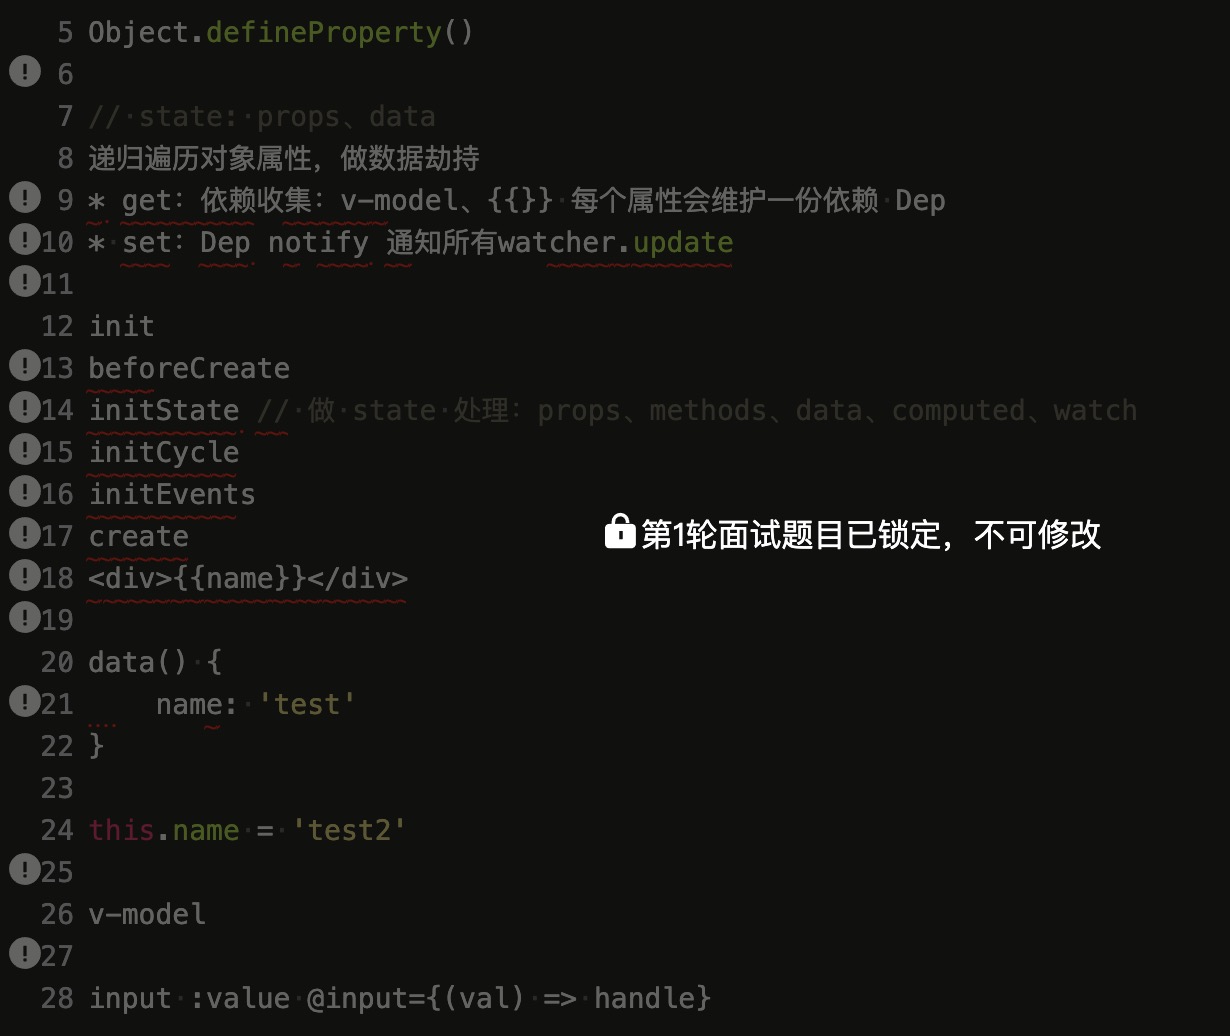 5 Object.defineProperty()
6
7 // state: props、data
8 递归遍历对象属性，做数据劫持
9 * get：依赖收集：v-model、{{}} 每个属性会维护一份依赖 Dep
10 * set：Dep notify 通知所有watcher.update
11
12 init
13 beforeCreate
14 initState // 做 state 处理：props、methods、data、computed、watch
15 initCycle
16 initEvents
17 create
第1轮面试题目已锁定，不可修改
18 <div>{{name}}</div>
19
20 data() {
21     name: 'test'
22 }
23
24 this.name = 'test2'
25
26 v-model
27
28 input :value @input={(val) => handle}